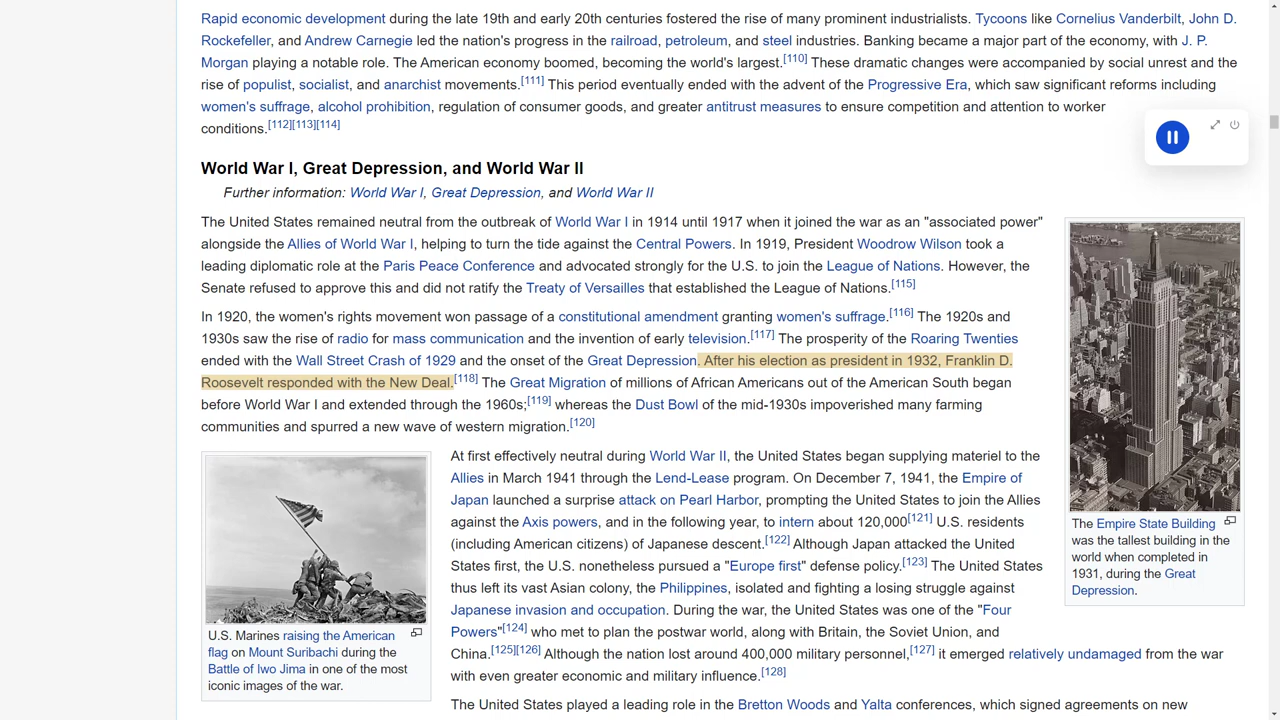 Rapid economic development during the late 19th and early 20th centuries fostered the rise of many prominent industrialists. Tycoons like Cornelius Vanderbilt, John D.
Rockefeller, and Andrew Carnegie led the nation's progress in the railroad, petroleum, and steel industries. Banking became a major part of the economy, with J. P.
Morgan playing a notable role. The American economy boomed, becoming the world's largest.[110] These dramatic changes were accompanied by social unrest and the
rise of populist, socialist, and anarchist movements.[111] This period eventually ended with the advent of the Progressive Era, which saw significant reforms including
women's suffrage, alcohol prohibition, regulation of consumer goods, and greater antitrust measures to ensure competition and attention to worker
conditions.[112][113][114]
World War I, Great Depression, and World War II
Further information: World War I, Great Depression, and World War II
The United States remained neutral from the outbreak of World War I in 1914 until 1917 when it joined the war as an "associated power"
alongside the Allies of World War I, helping to turn the tide against the Central Powers. In 1919, President Woodrow Wilson took a
leading diplomatic role at the Paris Peace Conference and advocated strongly for the U.S. to join the League of Nations. However, the
Senate refused to approve this and did not ratify the Treaty of Versailles that established the League of Nations.[115]
In 1920, the women's rights movement won passage of a constitutional amendment granting women's suffrage.[116] The 1920s and
1930s saw the rise of radio for mass communication and the invention of early television.[117] The prosperity of the Roaring Twenties
ended with the Wall Street Crash of 1929 and the onset of the Great Depression. After his election as president in 1932, Franklin D.
Roosevelt responded with the New Deal.[118] The Great Migration of millions of African Americans out of the American South began
before World War I and extended through the 1960s;[119] whereas the Dust Bowl of the mid-1930s impoverished many farming
communities and spurred a new wave of western migration.[120]
The Empire State Building
was the tallest building in the
world when completed in
1931, during the Great
Depression.
At first effectively neutral during World War II, the United States began supplying materiel to the
Allies in March 1941 through the Lend-Lease program. On December 7, 1941, the Empire of
Japan launched a surprise attack on Pearl Harbor, prompting the United States to join the Allies
against the Axis powers, and in the following year, to intern about 120,000[121] U.S. residents
(including American citizens) of Japanese descent.[122] Although Japan attacked the United
States first, the U.S. nonetheless pursued a "Europe first" defense policy.[123] The United States
thus left its vast Asian colony, the Philippines, isolated and fighting a losing struggle against
Japanese invasion and occupation. During the war, the United States was one of the "Four
Powers"[124] who met to plan the postwar world, along with Britain, the Soviet Union, and
China.[125][126] Although the nation lost around 400,000 military personnel,[127] it emerged relatively undamaged from the war
with even greater economic and military influence.[128]
U.S. Marines raising the American
flag on Mount Suribachi during the
Battle of Iwo Jima in one of the most
iconic images of the war.
The United States played a leading role in the Bretton Woods and Yalta conferences, which signed agreements on new